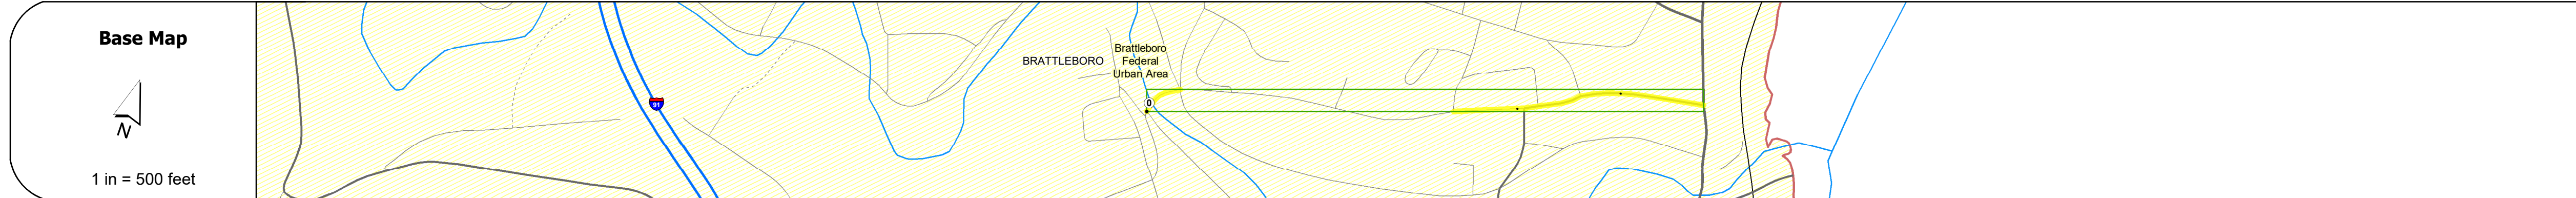 Base Map
N
1 in = 500 feet
91
BRATTLEBORO
Brattleboro
Federal
Urban Area
0